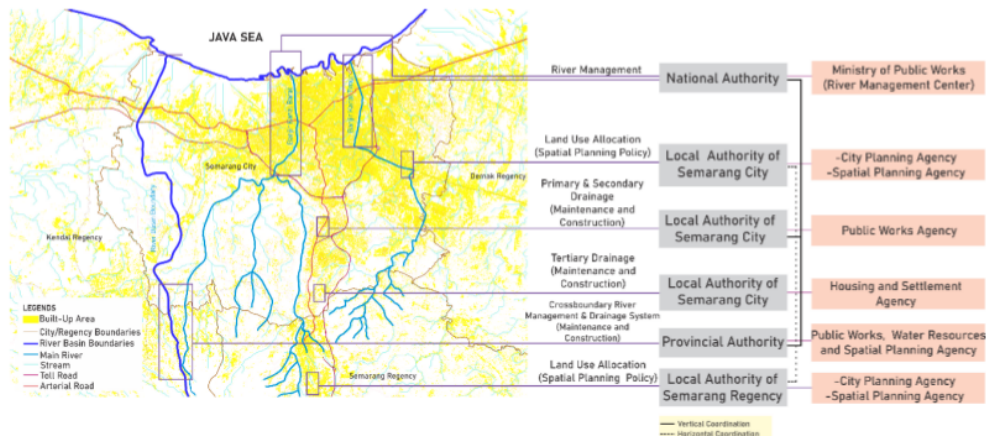 JAVA SEA
Banjir Kanal Barat
Semarang City
Demak Regency
River Basin Boundary
Kendal Regency
Semarang Regency
LEGENDS
Built-Up Area
City/Regency Boundaries
River Basin Boundaries
Main River
Stream
Toll Road
Arterial Road
River Management
National Authority
Ministry of Public Works
(River Management Center)
Land Use Allocation
(Spatial Planning Policy)
Local Authority of
Semarang City
-City Planning Agency
-Spatial Planning Agency
Primary & Secondary
Drainage
(Maintenance and
Construction)
Local Authority of
Semarang City
Public Works Agency
Tertiary Drainage
(Maintenance and
Construction)
Local Authority of
Semarang City
Housing and Settlement
Agency
Crossboundary River
Management & Drainage System
(Maintenance and
Construction)
Provincial Authority
Public Works, Water Resources
and Spatial Planning Agency
Land Use Allocation
(Spatial Planning Policy)
Local Authority of
Semarang Regency
-City Planning Agency
-Spatial Planning Agency
Vertical Coordination
Horizontal Coordination